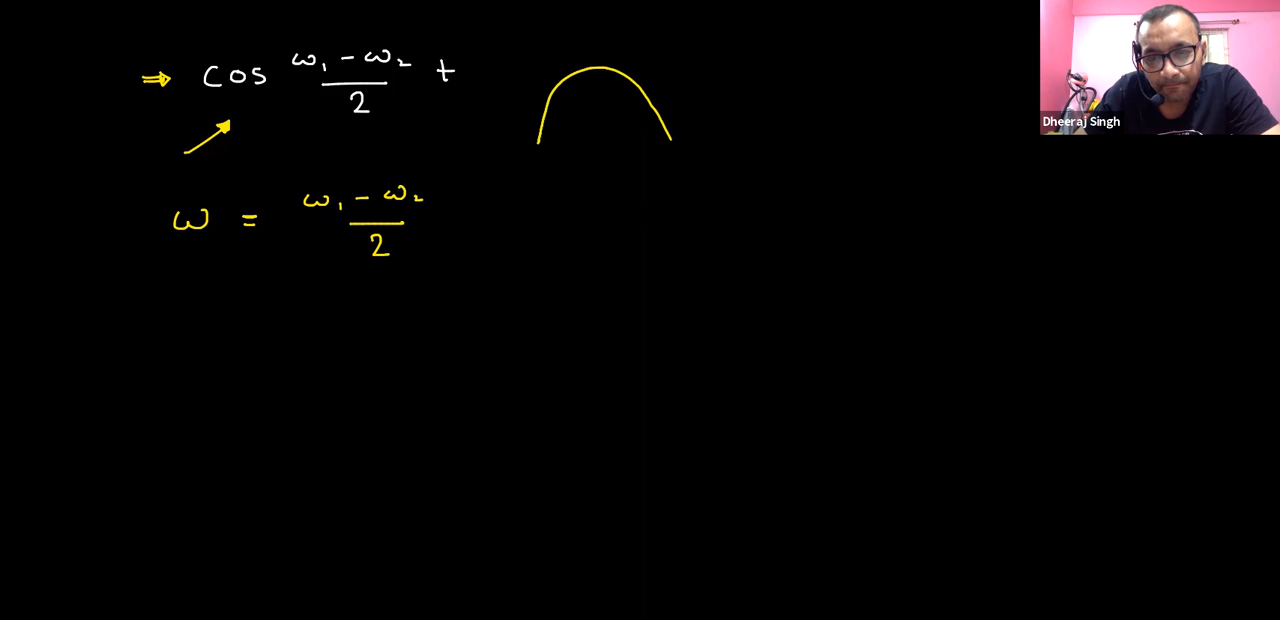 ⇒ cos (ω₁ - ω₂)/2 t
ω = (ω₁ - ω₂)/2
Dheeraj Singh